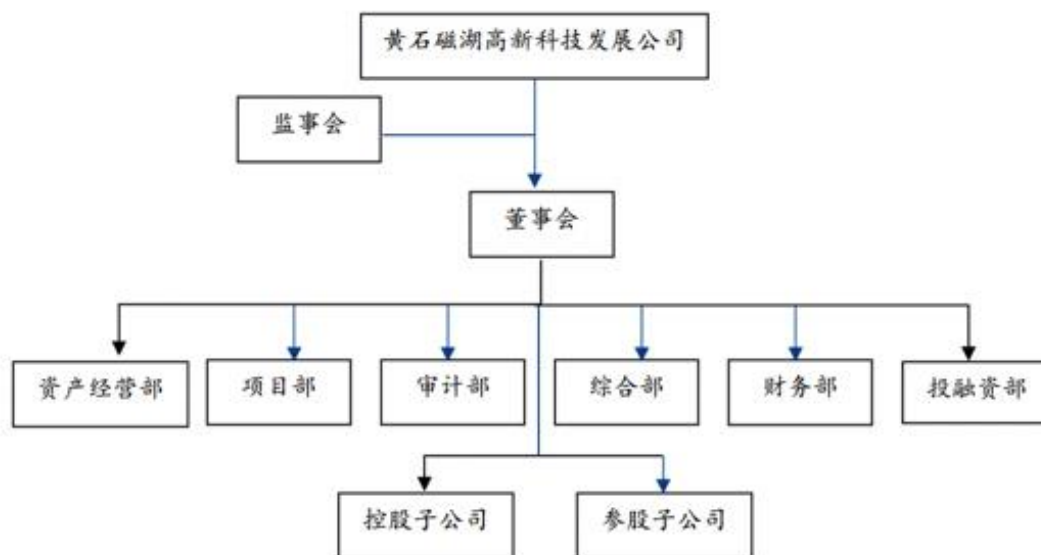 黄石磁湖高新科技发展公司
监事会
董事会
资产经营部
项目部
审计部
综合部
财务部
投融资部
控股子公司
参股子公司